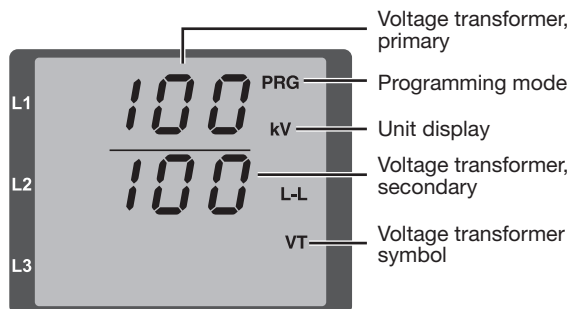 Voltage transformer,
primary
100
PRG
Programming mode
L1
kV
Unit display
100
Voltage transformer,
secondary
L2
L-L
VT
Voltage transformer
symbol
L3